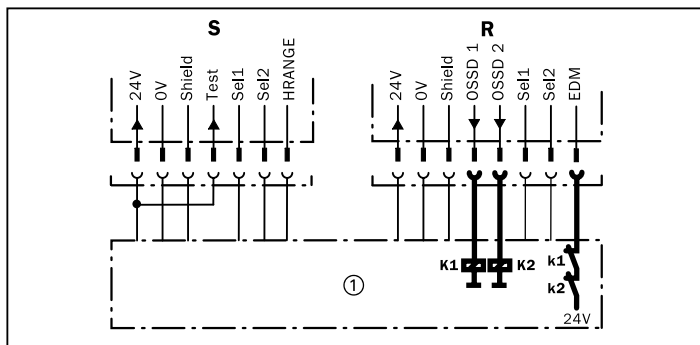 S R
24V 0V Shield Test Sel1 Sel2 HRANGE
24V 0V Shield OSSD 1 OSSD 2 Sel1 Sel2 EDM
K1 K2 k1
k2
①
24V